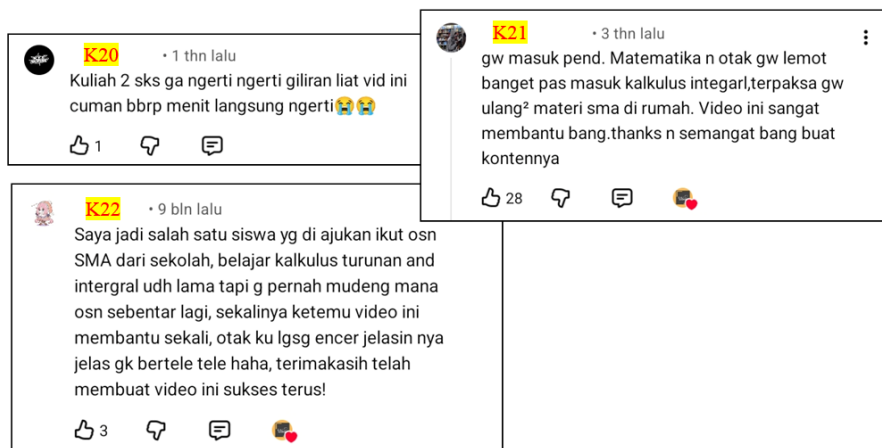 K20 • 1 thn lalu
Kuliah 2 sks ga ngerti ngerti giliran liat vid ini
cuman bbrp menit langsung ngerti😭😭
1
K21 • 3 thn lalu
gw masuk pend. Matematika n otak gw lemot
banget pas masuk kalkulus integarl,terpaksa gw
ulang² materi sma di rumah. Video ini sangat
membantu bang.thanks n semangat bang buat
kontennya
28
K22 • 9 bln lalu
Saya jadi salah satu siswa yg di ajukan ikut osn
SMA dari sekolah, belajar kalkulus turunan and
intergral udh lama tapi g pernah mudeng mana
osn sebentar lagi, sekalinya ketemu video ini
membantu sekali, otak ku lgsg encer jelasin nya
jelas gk bertele tele haha, terimakasih telah
membuat video ini sukses terus!
3